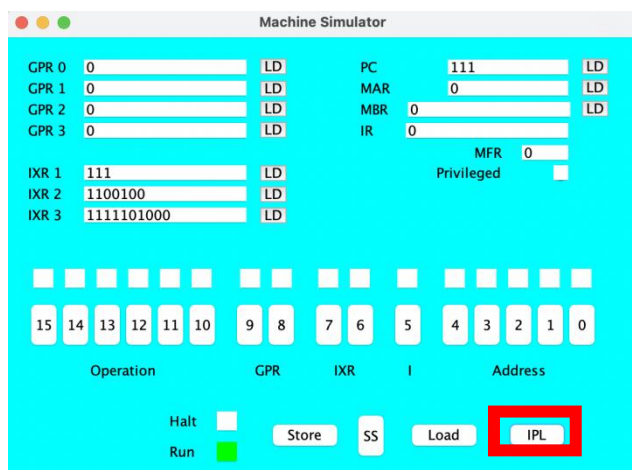 Machine Simulator
GPR 0 0 LD PC 111 LD
GPR 1 0 LD MAR 0 LD
GPR 2 0 LD MBR 0 LD
GPR 3 0 LD IR 0
MFR 0
IXR 1 111 LD Privileged
IXR 2 1100100 LD
IXR 3 1111101000 LD
15 14 13 12 11 10 9 8 7 6 5 4 3 2 1 0
Operation GPR IXR I Address
Halt
Store SS Load IPL
Run